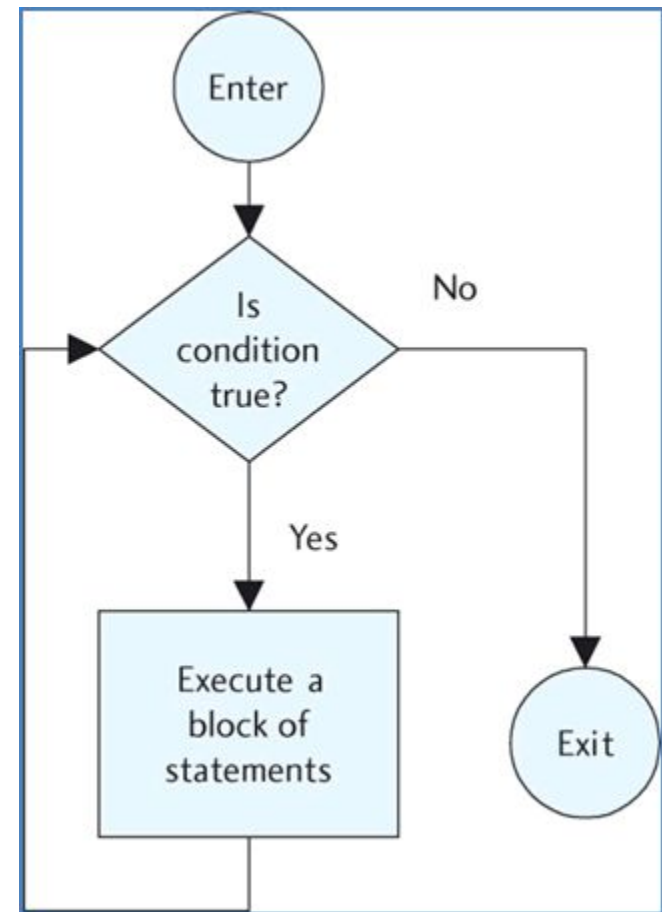 Enter
Is
condition
true?
No
Yes
Execute a
block of
statements
Exit